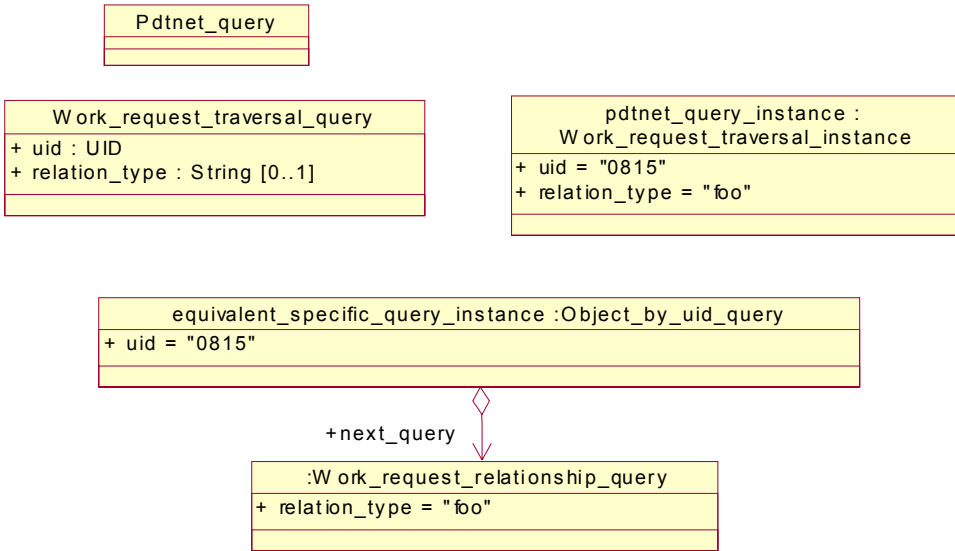 Pdtnet_query
Work_request_traversal_query
+ uid : UID
+ relation_type : String [0..1]
pdtnet_query_instance :
Work_request_traversal_instance
+ uid = "0815"
+ relation_type = "foo"
equivalent_specific_query_instance :Object_by_uid_query
+ uid = "0815"
+next_query
:Work_request_relationship_query
+ relation_type = "foo"